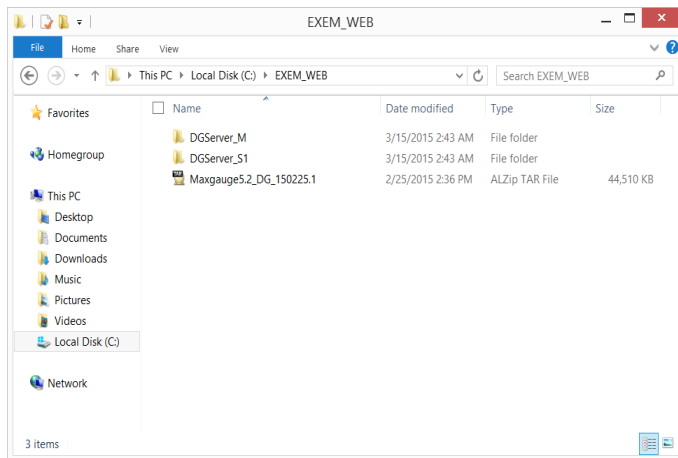 EXEM_WEB
File Home Share View
This PC Local Disk (C:) EXEM_WEB Search EXEM_WEB
Name Date modified Type Size
Favorites
DGServer_M 3/15/2015 2:43 AM File folder
Homegroup DGServer_S1 3/15/2015 2:43 AM File folder
Maxgauge5.2_DG_150225.1 2/25/2015 2:36 PM ALZip TAR File 44,510 KB
This PC
Desktop
Documents
Downloads
Music
Pictures
Videos
Local Disk (C:)
Network
3 items